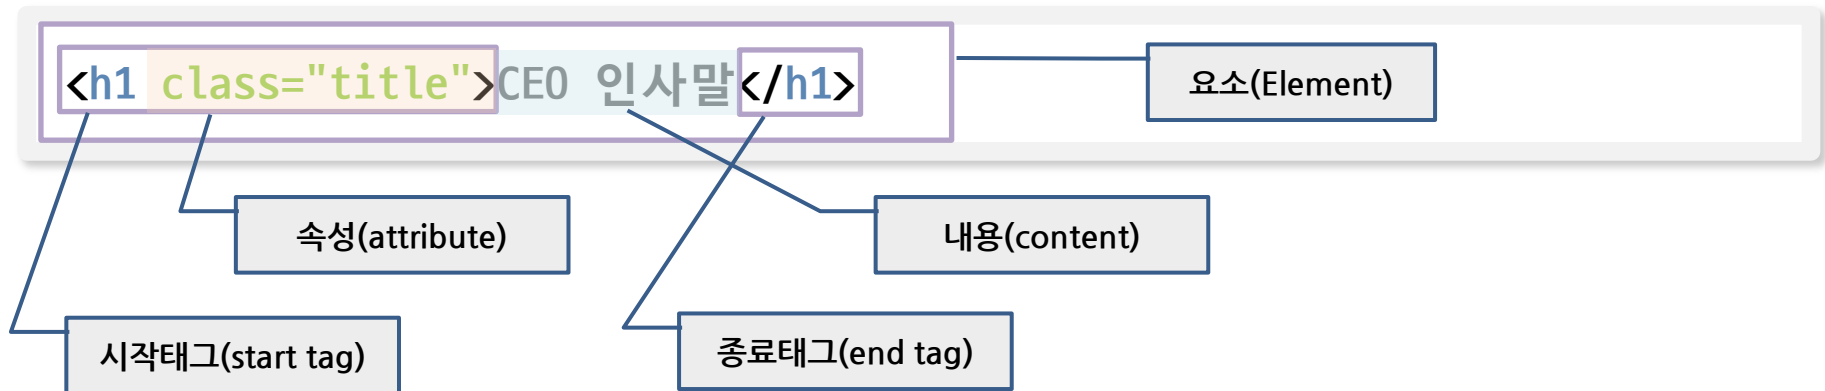 <h1 class="title">CEO 인사말</h1>
요소(Element)
속성(attribute)
내용(content)
시작태그(start tag)
종료태그(end tag)